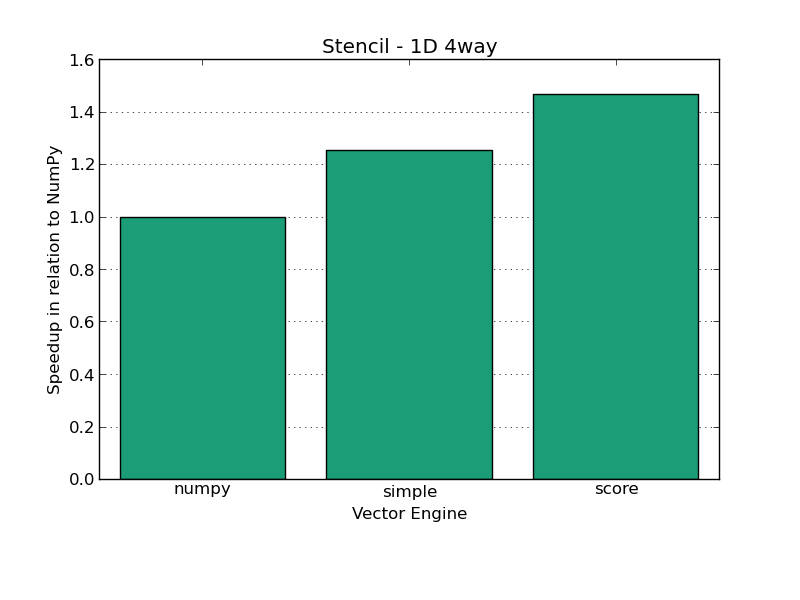 Stencil - 1D 4way
Speedup in relation to NumPy
1.6
1.4
1.2
1.0
0.8
0.6
0.4
0.2
0.0
numpy
simple
score
Vector Engine